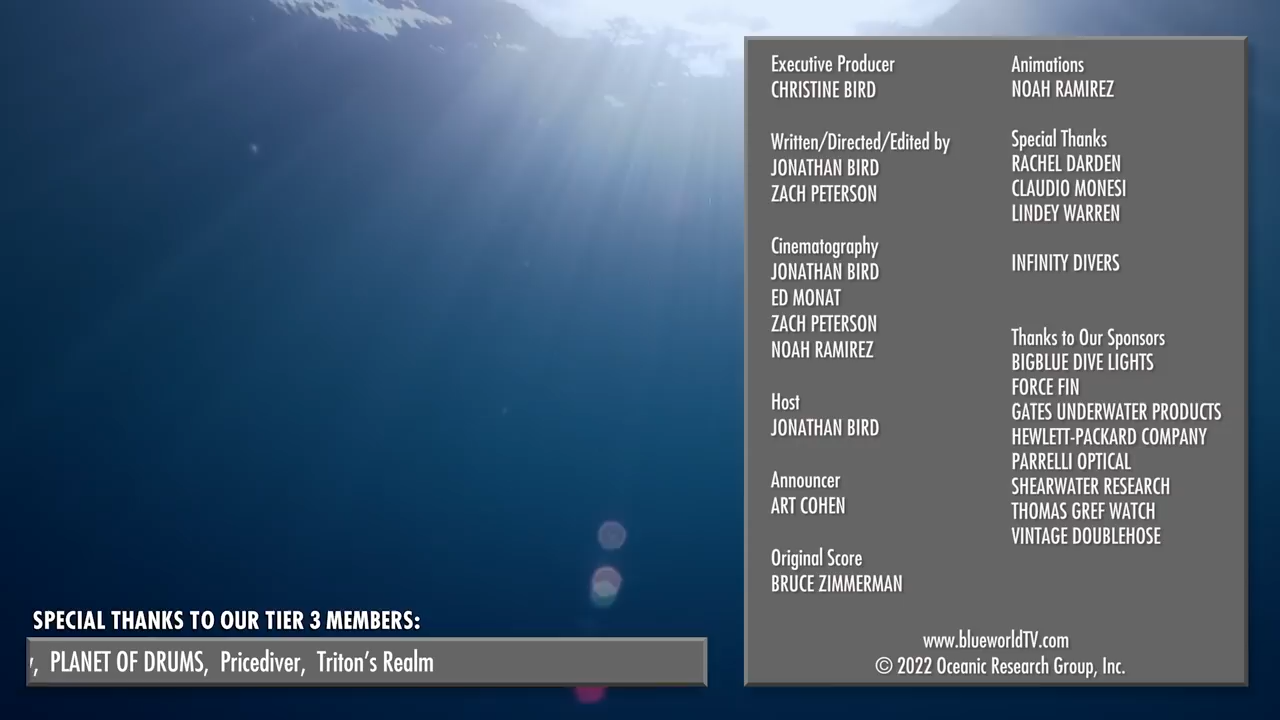 Executive Producer
CHRISTINE BIRD
Written/Directed/Edited by
JONATHAN BIRD
ZACH PETERSON
Cinematography
JONATHAN BIRD
ED MONAT
ZACH PETERSON
NOAH RAMIREZ
Host
JONATHAN BIRD
Announcer
ART COHEN
Original Score
BRUCE ZIMMERMAN
Animations
NOAH RAMIREZ
Special Thanks
RACHEL DARDEN
CLAUDIO MONESI
LINDEY WARREN
INFINITY DIVERS
Thanks to Our Sponsors
BIGBLUE DIVE LIGHTS
FORCE FIN
GATES UNDERWATER PRODUCTS
HEWLETT-PACKARD COMPANY
PARRELLI OPTICAL
SHEARWATER RESEARCH
THOMAS GREF WATCH
VINTAGE DOUBLEHOSE
www.blueworldTV.com
© 2022 Oceanic Research Group, Inc.
SPECIAL THANKS TO OUR TIER 3 MEMBERS:
, PLANET OF DRUMS, Pricediver, Triton's Realm